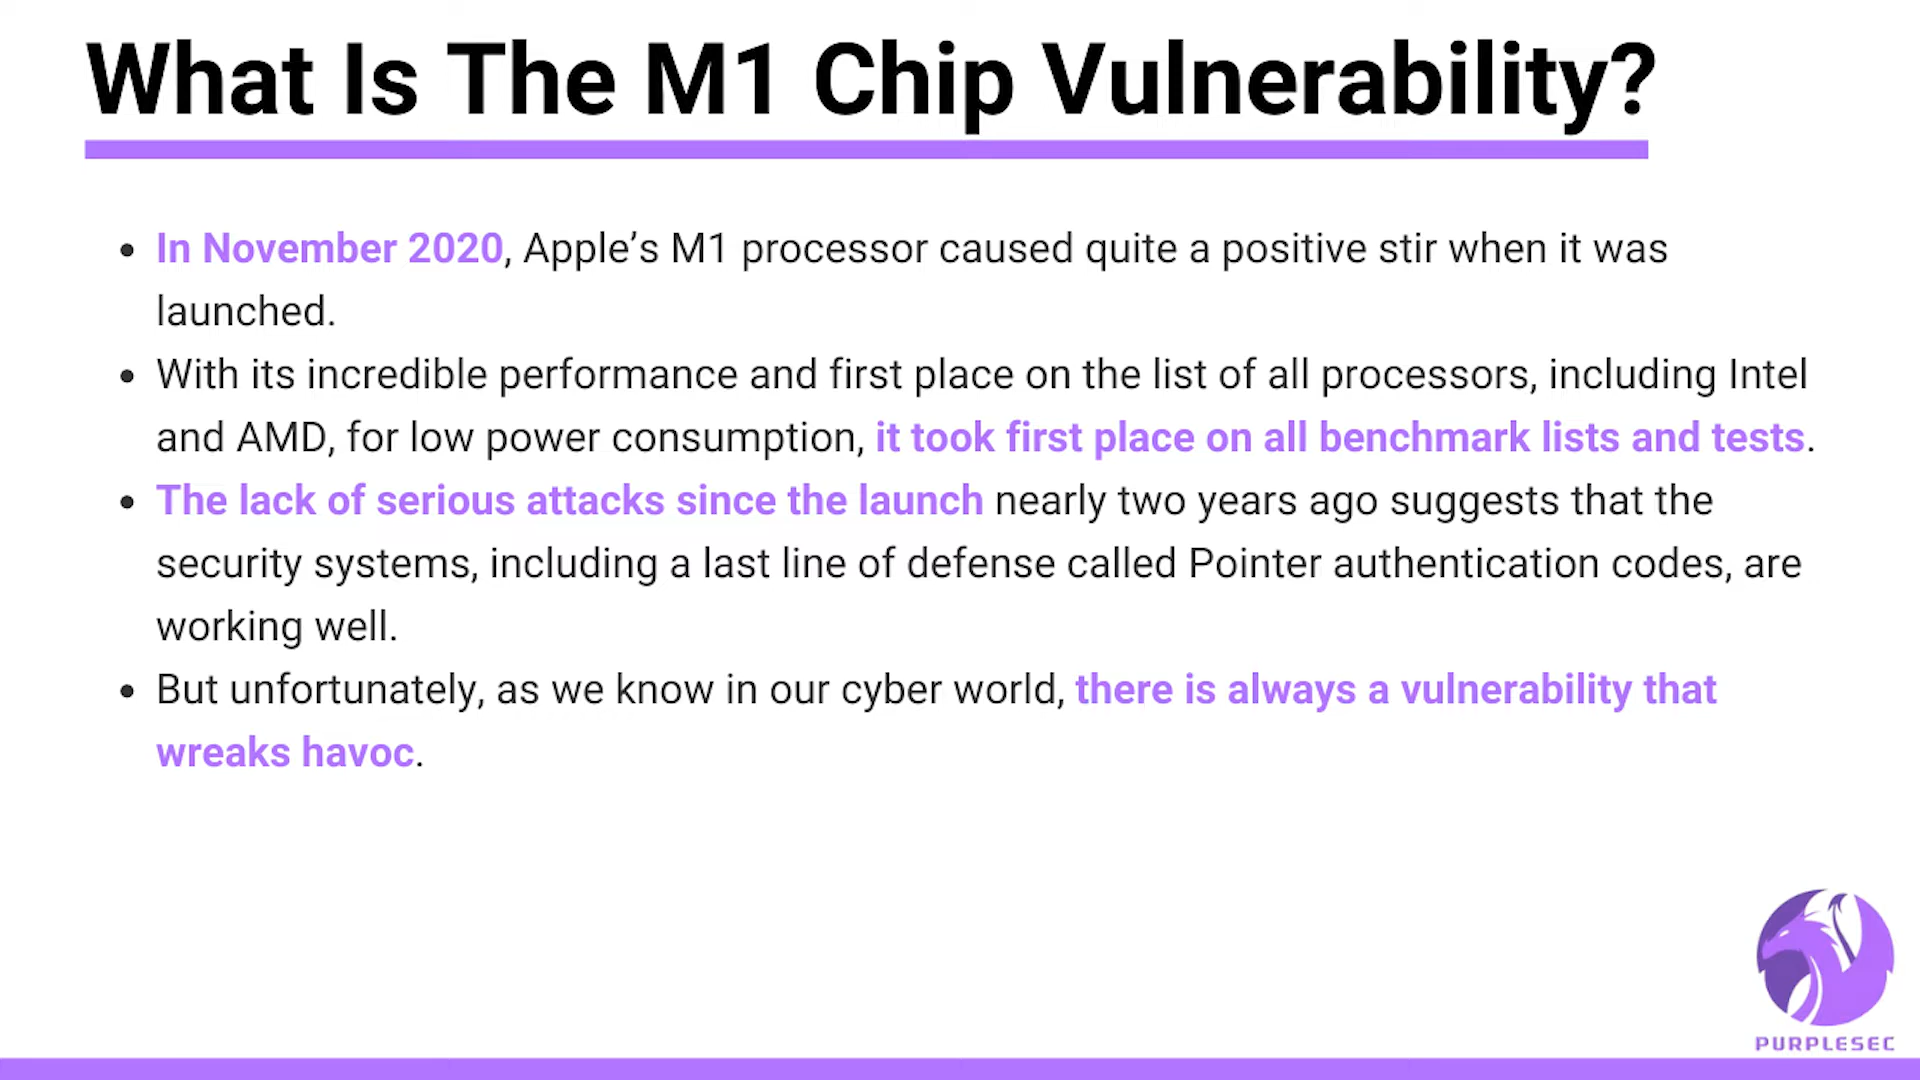 What Is The M1 Chip Vulnerability?
• In November 2020, Apple’s M1 processor caused quite a positive stir when it was
launched.
• With its incredible performance and first place on the list of all processors, including Intel
and AMD, for low power consumption, it took first place on all benchmark lists and tests.
• The lack of serious attacks since the launch nearly two years ago suggests that the
security systems, including a last line of defense called Pointer authentication codes, are
working well.
• But unfortunately, as we know in our cyber world, there is always a vulnerability that
wreaks havoc.
PURPLESEC